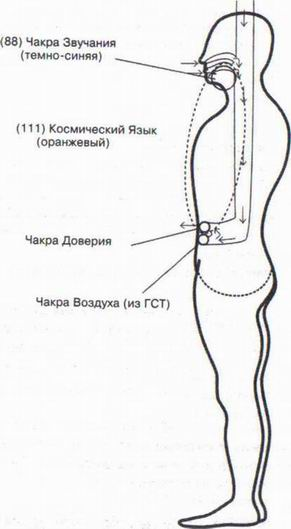 (88) Чакра Звучания
(темно-синяя)
(111) Космический Язык
(оранжевый)
Чакра Доверия
Чакра Воздуха (из ГСТ)